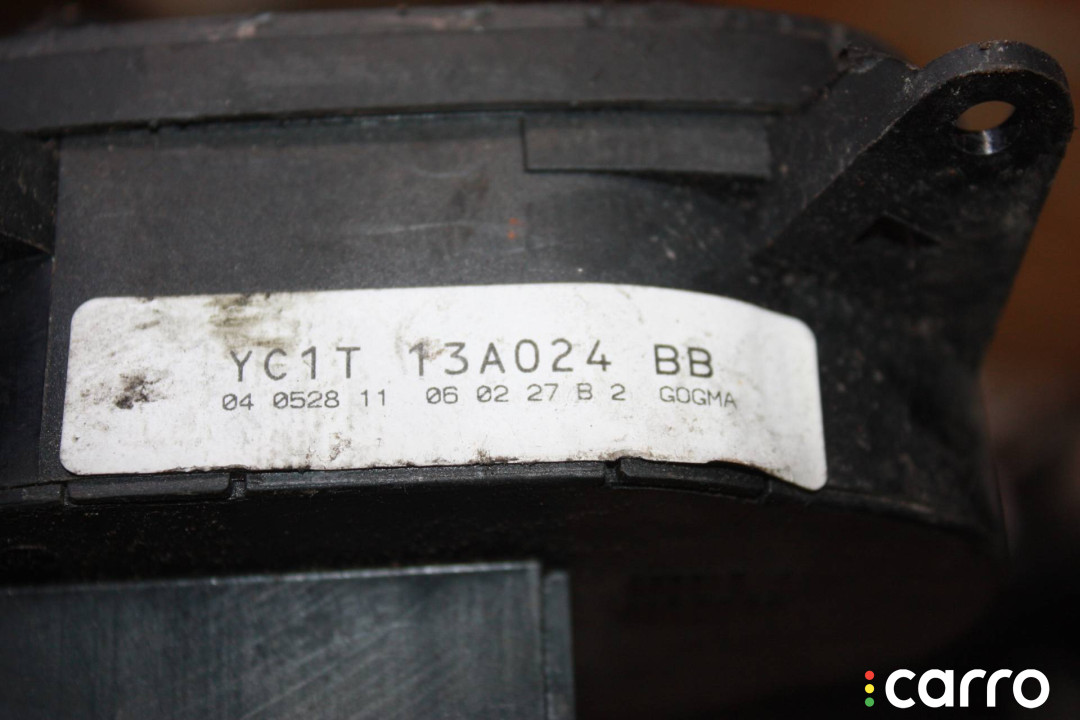 YC1T 13A024 BB
04 0528 11 06 02 27 B 2 GOGMA
carro